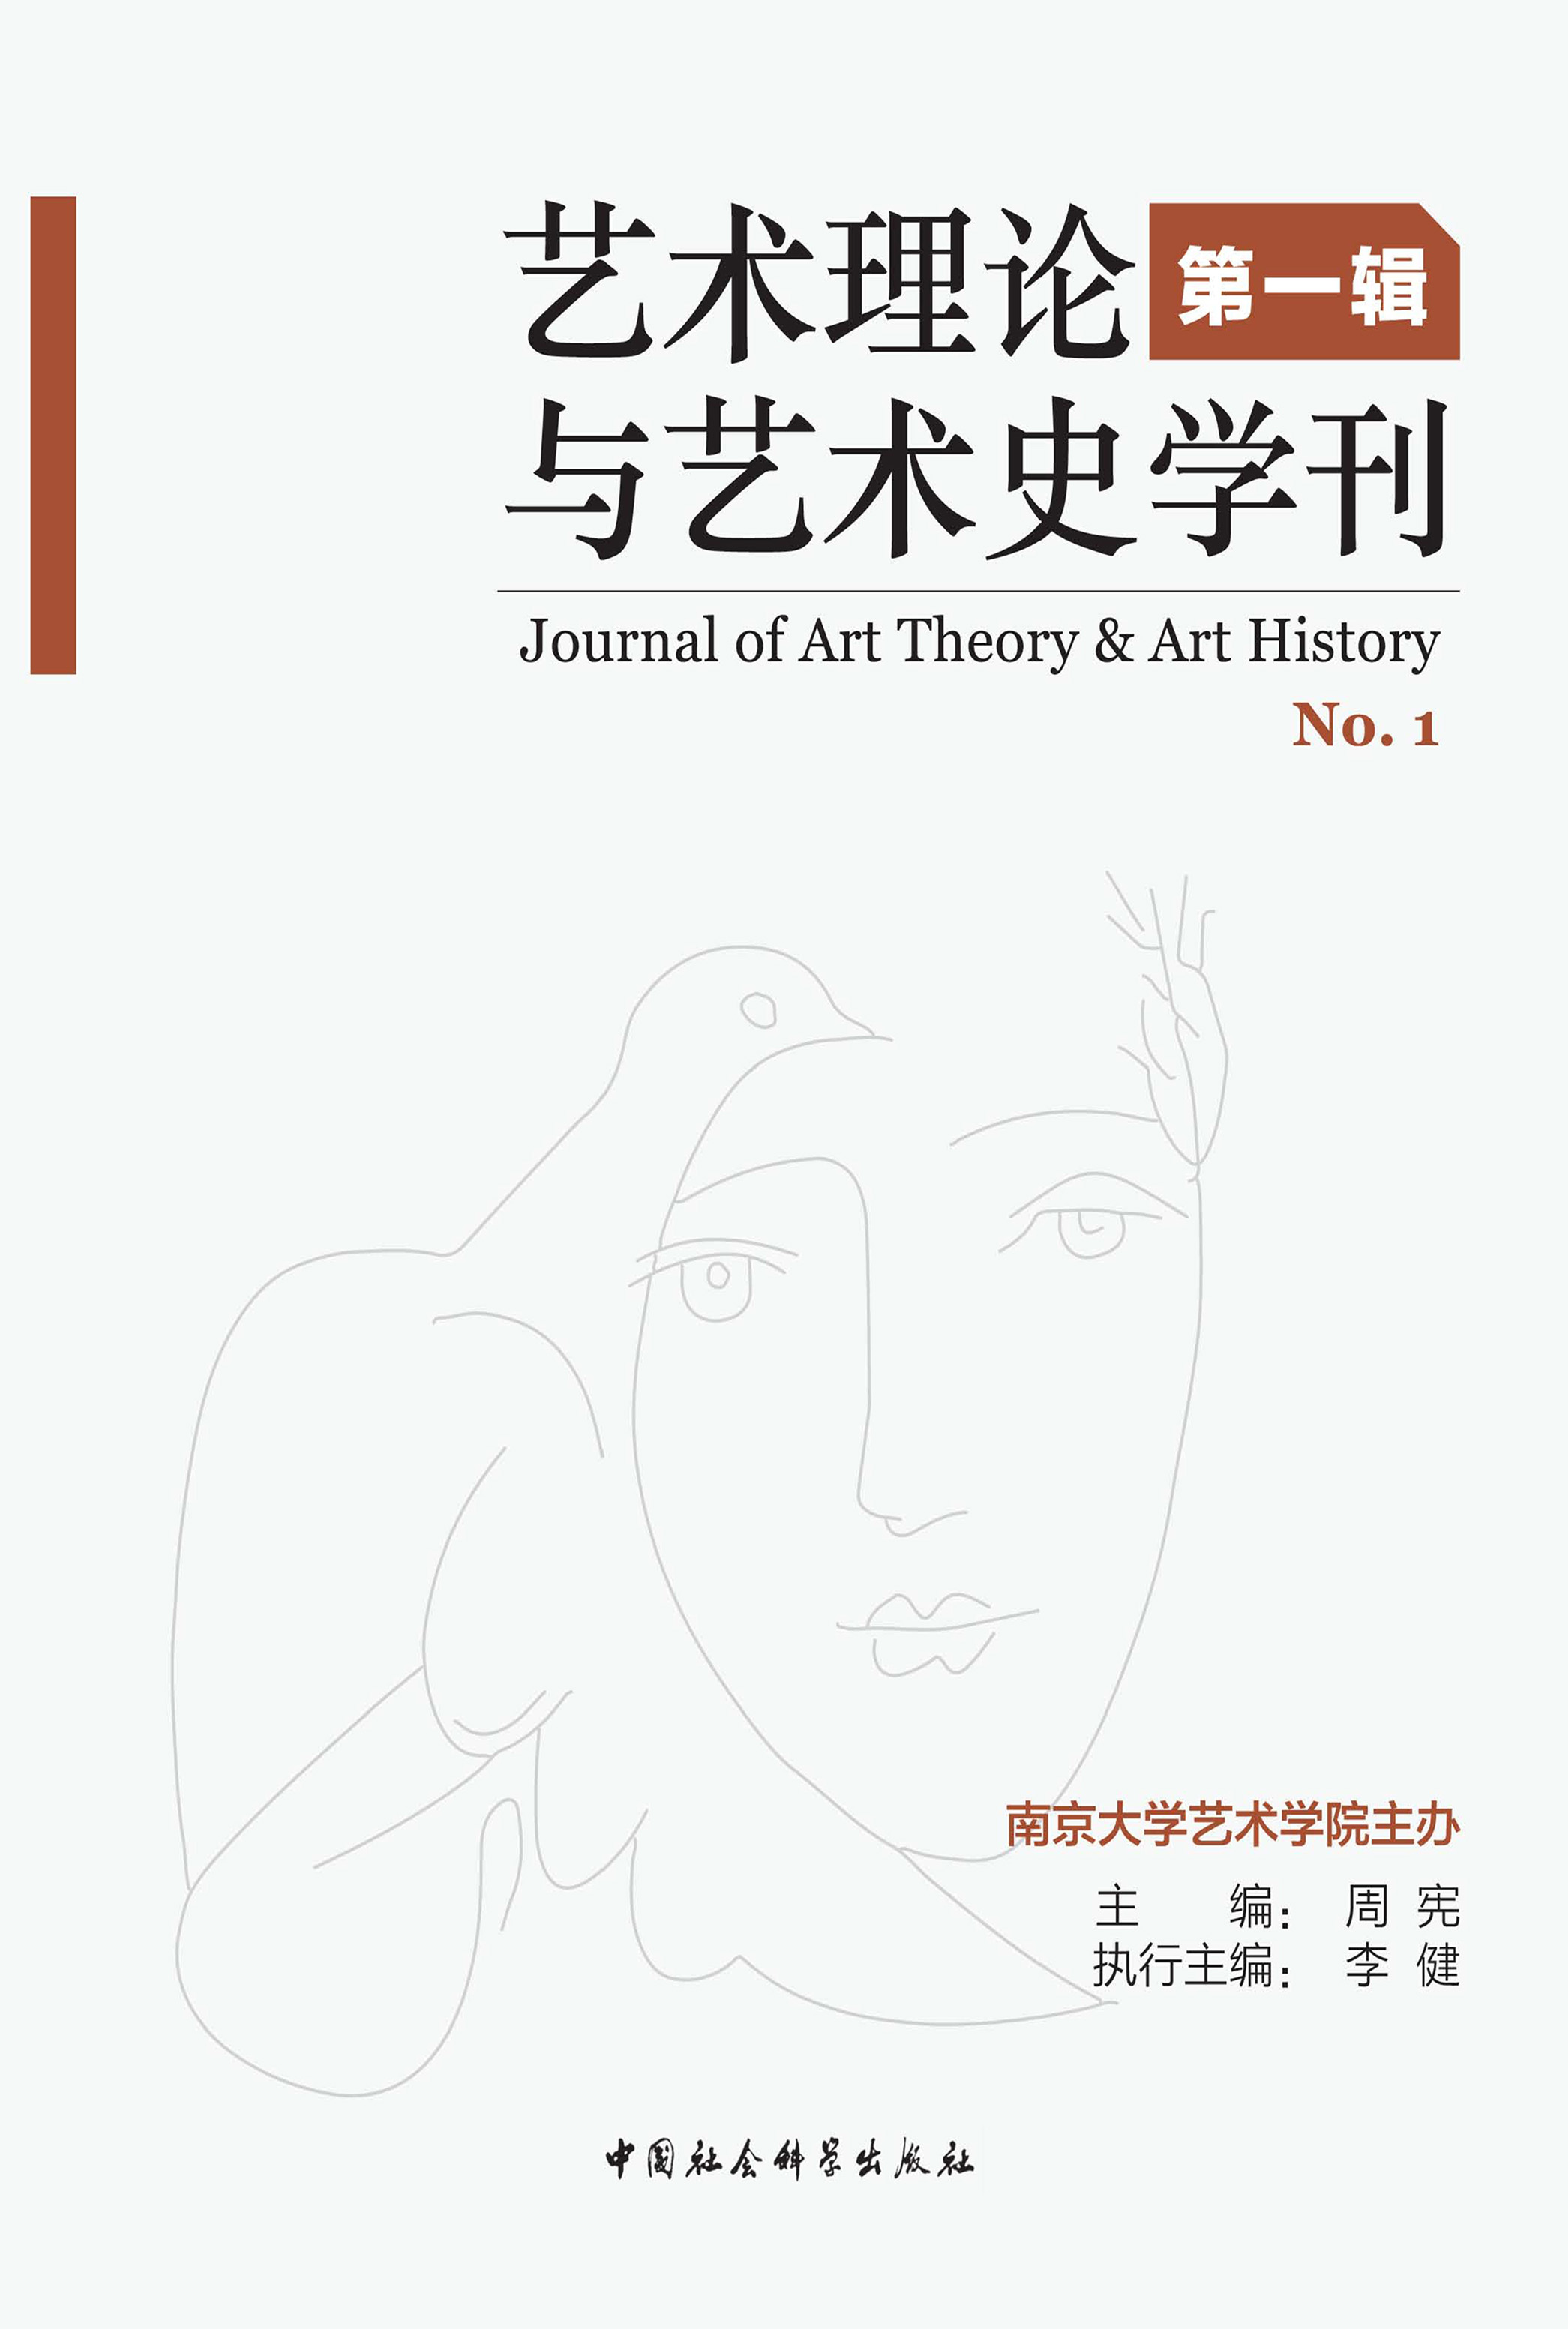 艺术理论 第一辑
与艺术史学刊
Journal of Art Theory & Art History
No. 1
南京大学艺术学院主办
主 编： 周 宪
执行主编： 李 健
中国社会科学出版社